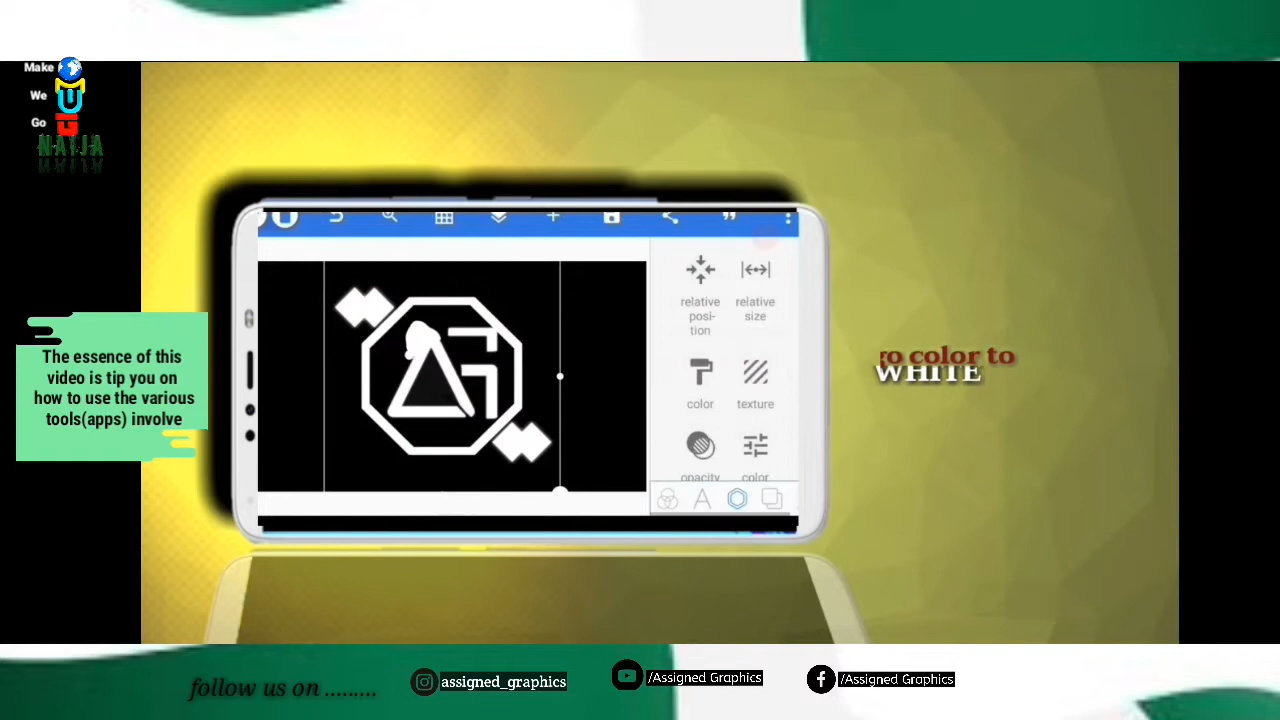 Make
We
Go
MUG
NAIJA
The essence of this
video is tip you on
how to use the various
tools(apps) involve
relative
posi-
tion
relative
size
color
texture
opacity
color
color to
WHITE
follow us on .........
assigned_graphics
/Assigned Graphics
/Assigned Graphics